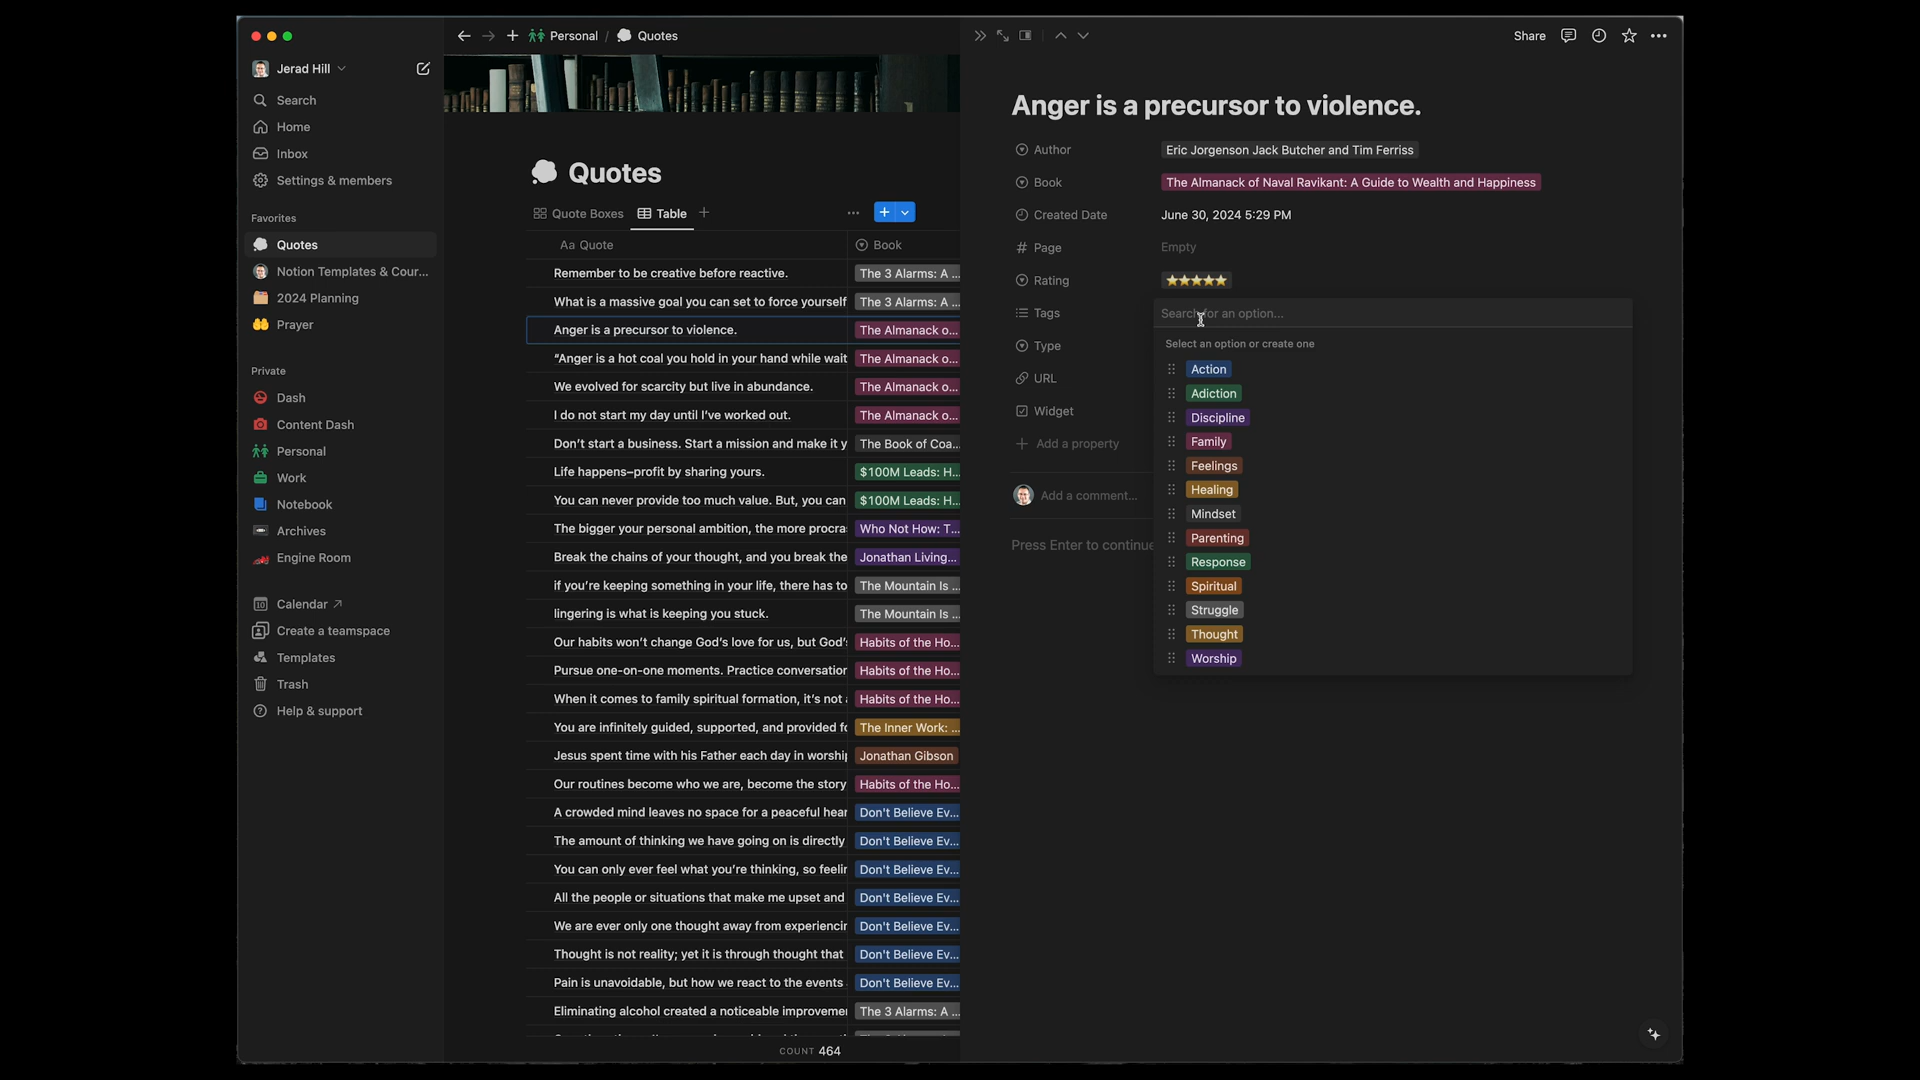 Jerad Hill
Search
Home
Inbox
Settings & members
Favorites
Quotes
Notion Templates & Cour...
2024 Planning
Prayer
Private
Dash
Content Dash
Personal
Work
Notebook
Archives
Engine Room
Calendar ↗
Create a teamspace
Templates
Trash
Help & support
Personal / Quotes
Quotes
Quote Boxes Table
Aa Quote Book
Remember to be creative before reactive. The 3 Alarms: A ...
What is a massive goal you can set to force yourself The 3 Alarms: A ...
Anger is a precursor to violence. The Almanack o...
“Anger is a hot coal you hold in your hand while wait The Almanack o...
We evolved for scarcity but live in abundance. The Almanack o...
I do not start my day until I’ve worked out. The Almanack o...
Don’t start a business. Start a mission and make it y The Book of Coa...
Life happens–profit by sharing yours. $100M Leads: H...
You can never provide too much value. But, you can $100M Leads: H...
The bigger your personal ambition, the more procra Who Not How: T...
Break the chains of your thought, and you break the Jonathan Living...
if you’re keeping something in your life, there has to The Mountain Is ...
lingering is what is keeping you stuck. The Mountain Is ...
Our habits won’t change God’s love for us, but God’s Habits of the Ho...
Pursue one-on-one moments. Practice conversation Habits of the Ho...
When it comes to family spiritual formation, it’s not Habits of the Ho...
You are infinitely guided, supported, and provided fo The Inner Work: ...
Jesus spent time with his Father each day in worship Jonathan Gibson
Our routines become who we are, become the story Habits of the Ho...
A crowded mind leaves no space for a peaceful hear Don't Believe Ev...
The amount of thinking we have going on is directly Don't Believe Ev...
You can only ever feel what you’re thinking, so feelin Don't Believe Ev...
All the people or situations that make me upset and Don't Believe Ev...
We are ever only one thought away from experiencin Don't Believe Ev...
Thought is not reality; yet it is through thought that Don't Believe Ev...
Pain is unavoidable, but how we react to the events Don't Believe Ev...
Eliminating alcohol created a noticeable improvemen The 3 Alarms: A ...
COUNT 464
Share
Anger is a precursor to violence.
Author Eric Jorgenson Jack Butcher and Tim Ferriss
Book The Almanack of Naval Ravikant: A Guide to Wealth and Happiness
Created Date June 30, 2024 5:29 PM
Page Empty
Rating ⭐⭐⭐⭐⭐
Tags Search for an option...
Type
URL
Widget
Add a property
Add a comment...
Press Enter to continue
Select an option or create one
Action
Adiction
Discipline
Family
Feelings
Healing
Mindset
Parenting
Response
Spiritual
Struggle
Thought
Worship